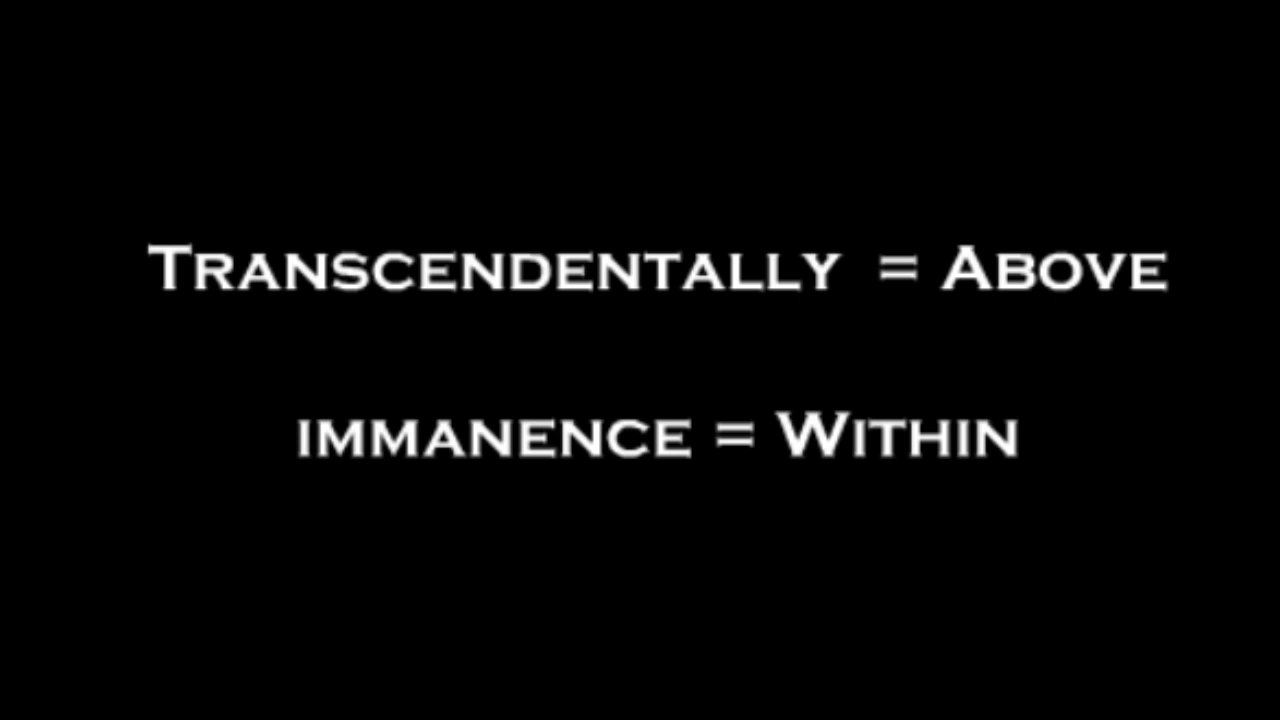 Transcendentally = Above
immanence = Within